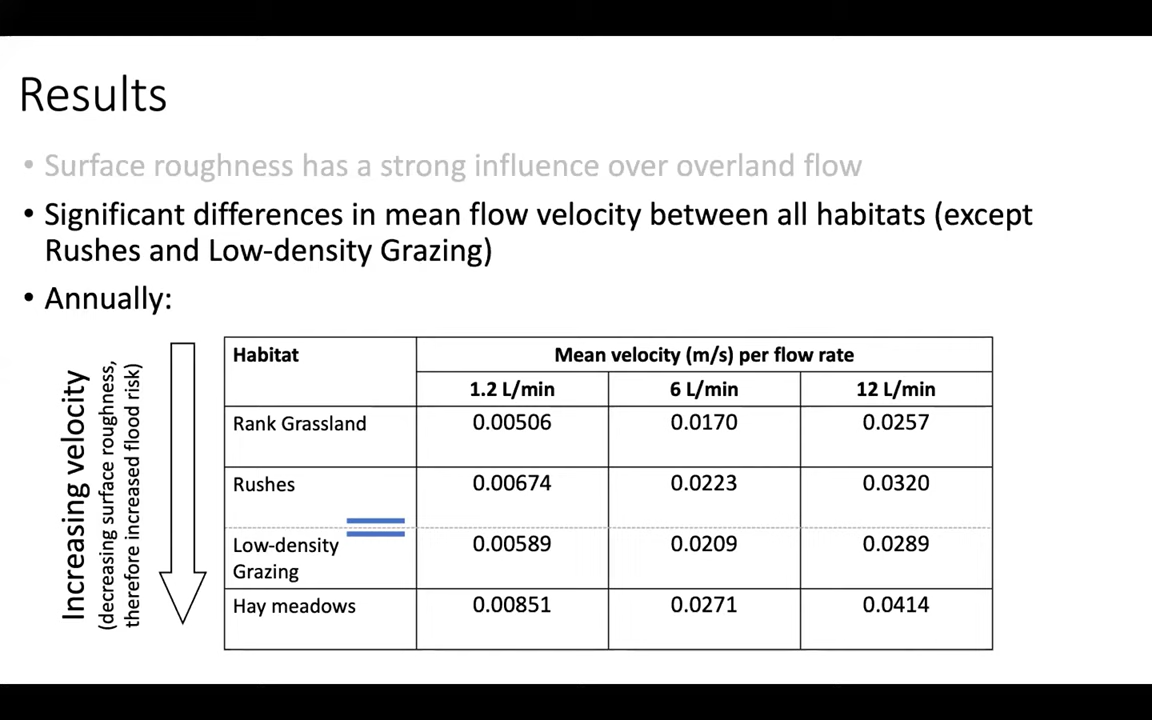 Results
• Surface roughness has a strong influence over overland flow
• Significant differences in mean flow velocity between all habitats (except
Rushes and Low-density Grazing)
• Annually:
Increasing velocity
(decreasing surface roughness,
therefore increased flood risk)
Habitat
Mean velocity (m/s) per flow rate
1.2 L/min 6 L/min 12 L/min
Rank Grassland 0.00506 0.0170 0.0257
Rushes 0.00674 0.0223 0.0320
Low-density 0.00589 0.0209 0.0289
Grazing
Hay meadows 0.00851 0.0271 0.0414